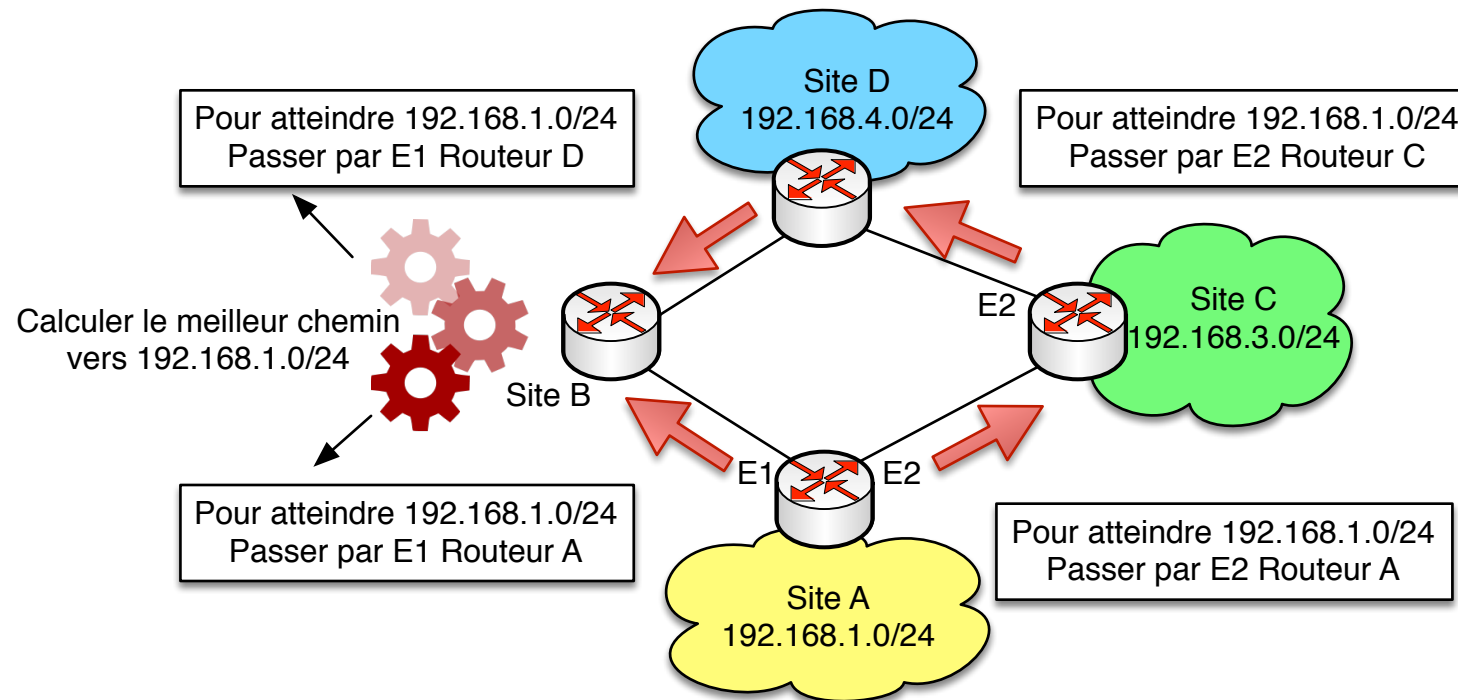 Site D
192.168.4.0/24
Pour atteindre 192.168.1.0/24
Passer par E1 Routeur D
Pour atteindre 192.168.1.0/24
Passer par E2 Routeur C
Calculer le meilleur chemin
vers 192.168.1.0/24
Site B
E2
Site C
192.168.3.0/24
E1
E2
Pour atteindre 192.168.1.0/24
Passer par E1 Routeur A
Pour atteindre 192.168.1.0/24
Passer par E2 Routeur A
Site A
192.168.1.0/24